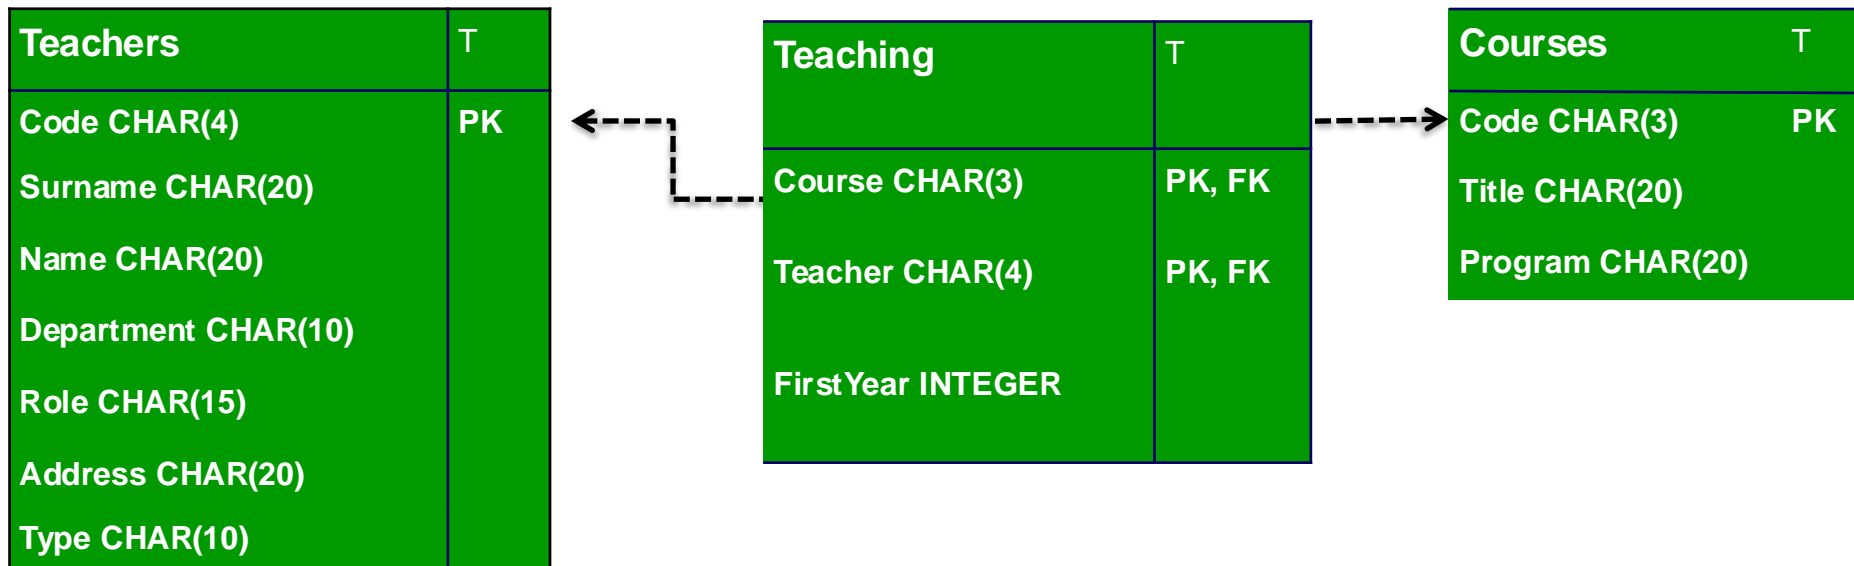 Teachers T
Code CHAR(4) PK
Surname CHAR(20)
Name CHAR(20)
Department CHAR(10)
Role CHAR(15)
Address CHAR(20)
Type CHAR(10)
Teaching T
Course CHAR(3) PK, FK
Teacher CHAR(4) PK, FK
FirstYear INTEGER
Courses T
Code CHAR(3) PK
Title CHAR(20)
Program CHAR(20)